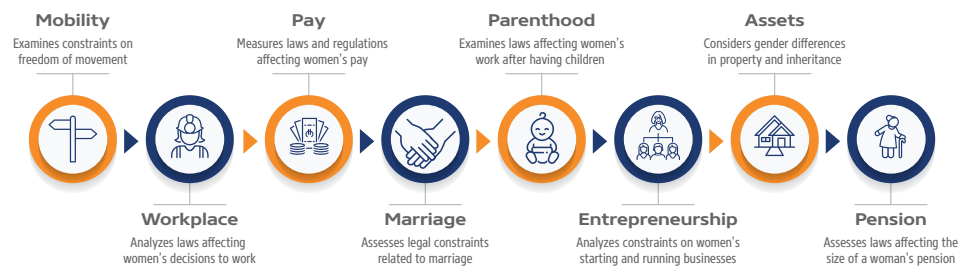 Mobility
Examines constraints on
freedom of movement
Pay
Measures laws and regulations
affecting women's pay
Parenthood
Examines laws affecting women's
work after having children
Assets
Considers gender differences
in property and inheritance
Workplace
Analyzes laws affecting
women's decisions to work
Marriage
Assesses legal constraints
related to marriage
Entrepreneurship
Analyzes constraints on women's
starting and running businesses
Pension
Assesses laws affecting the
size of a woman's pension